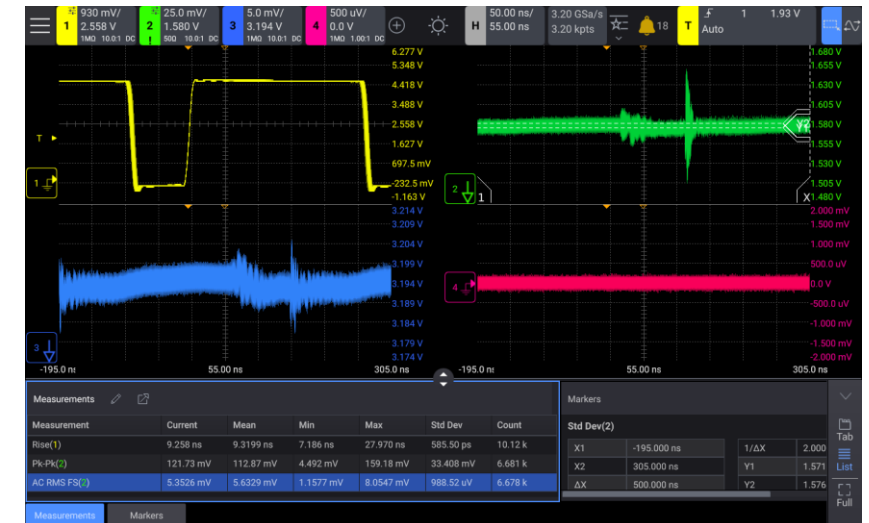 1 930 mV/ 2.558 V 1MΩ 10.0:1 DC
2 25.0 mV/ 1.580 V 50Ω 10.0:1 DC
3 5.0 mV/ 3.194 V 1MΩ 10.0:1 DC
4 500 uV/ 0.0 V 1MΩ 1.00:1 DC
H 50.00 ns/ 55.00 ns
3.20 GSa/s 3.20 kpts
18
T 1 1.93 V Auto
6.277 V
5.348 V
4.418 V
3.488 V
2.558 V
1.627 V
697.5 mV
-232.5 mV
-1.163 V
T
1
1.680 V
1.655 V
1.630 V
1.605 V
1.580 V
1.555 V
1.530 V
1.505 V
1.480 V
Y2
2
1
X
3.214 V
3.209 V
3.204 V
3.199 V
3.194 V
3.189 V
3.184 V
3.179 V
3.174 V
3
2.000 mV
1.500 mV
1.000 mV
500.0 uV
0.0 V
-500.0 uV
-1.000 mV
-1.500 mV
-2.000 mV
4
-195.0 ns 55.00 ns 305.0 ns
-195.0 ns 55.00 ns 305.0 ns
Measurements
Measurement Current Mean Min Max Std Dev Count
Rise(1) 9.258 ns 9.3199 ns 7.186 ns 27.970 ns 585.50 ps 10.12 k
Pk-Pk(2) 121.73 mV 112.87 mV 4.492 mV 159.18 mV 33.408 mV 6.681 k
AC RMS FS(2) 5.3526 mV 5.6329 mV 1.1577 mV 8.0547 mV 988.52 uV 6.678 k
Markers
Std Dev(2)
X1 -195.000 ns 1/ΔX 2.000
X2 305.000 ns Y1 1.571
ΔX 500.000 ns Y2 1.576
Tab
List
Full
Measurements Markers